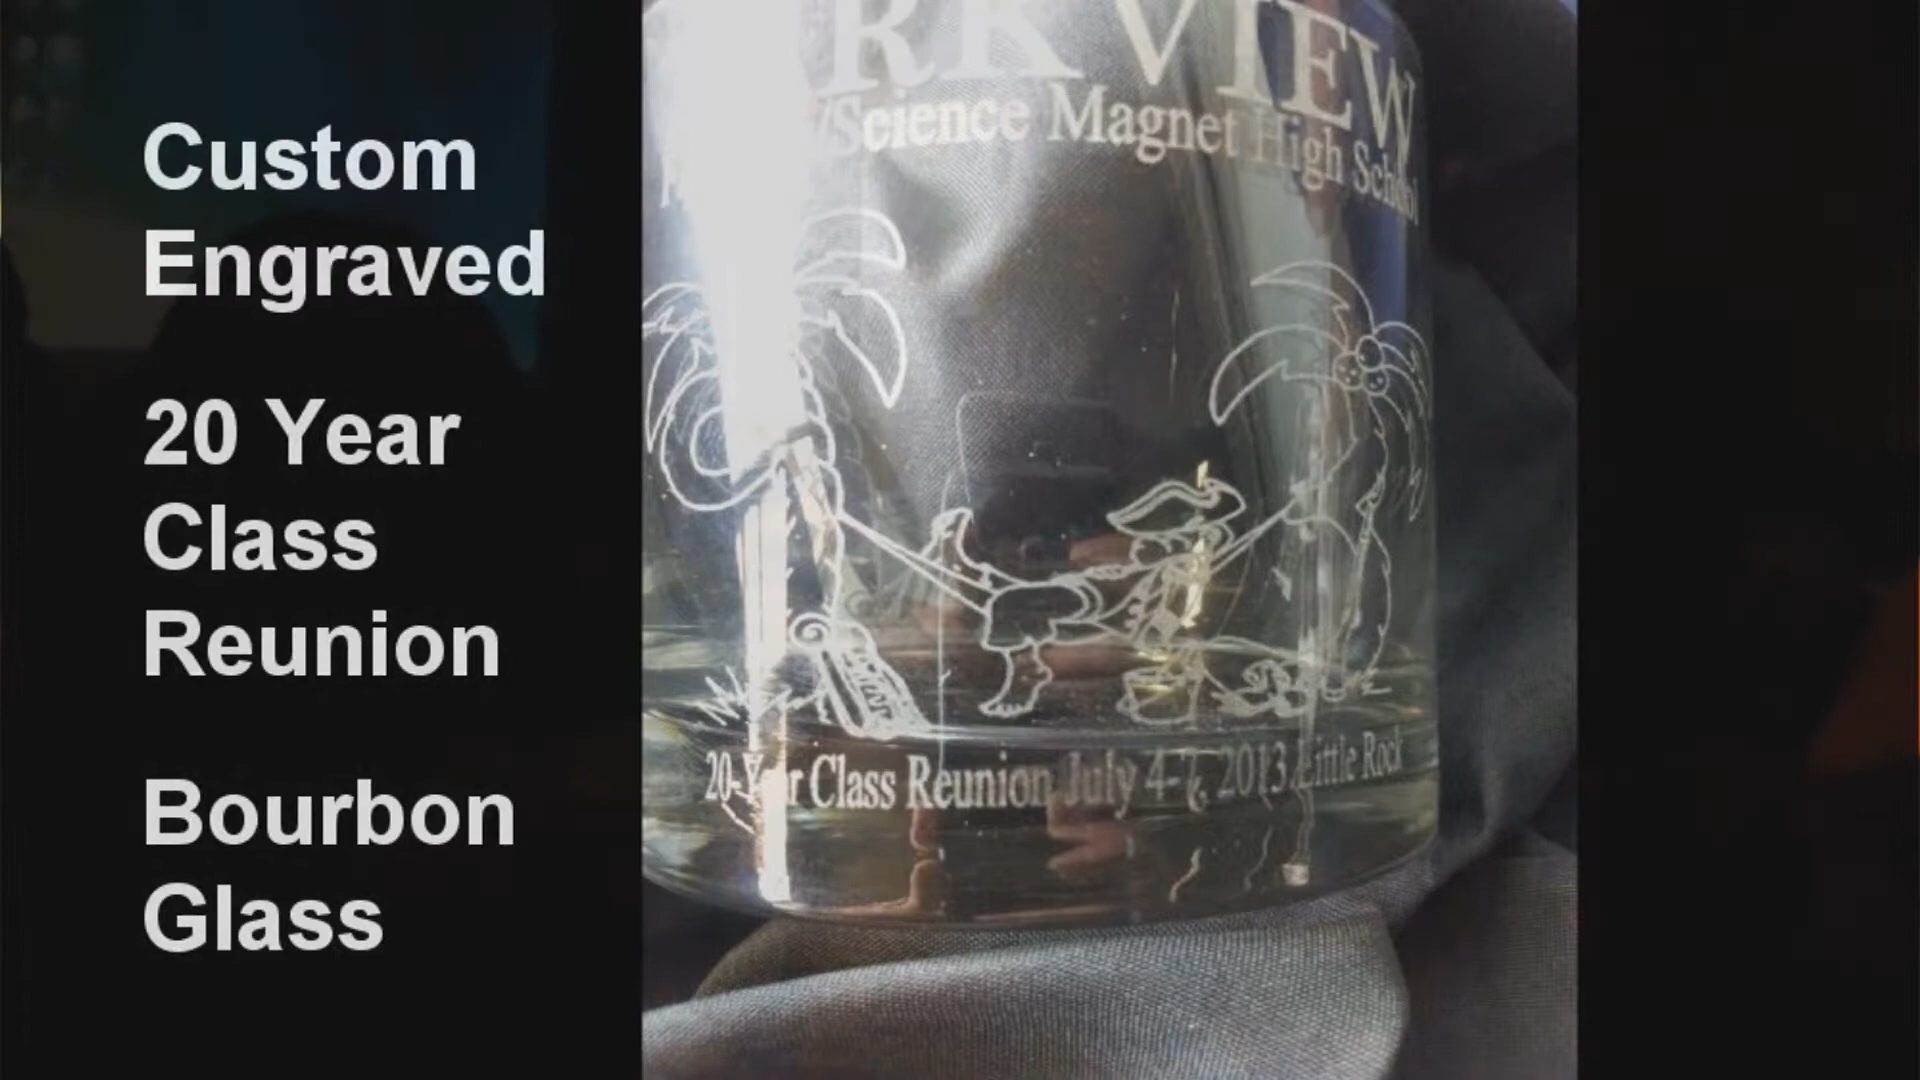 Custom
Engraved
20 Year
Class
Reunion
Bourbon
Glass
RKVIEW
/Science Magnet High School
20-Year Class Reunion July 4-7, 2013 Little Rock